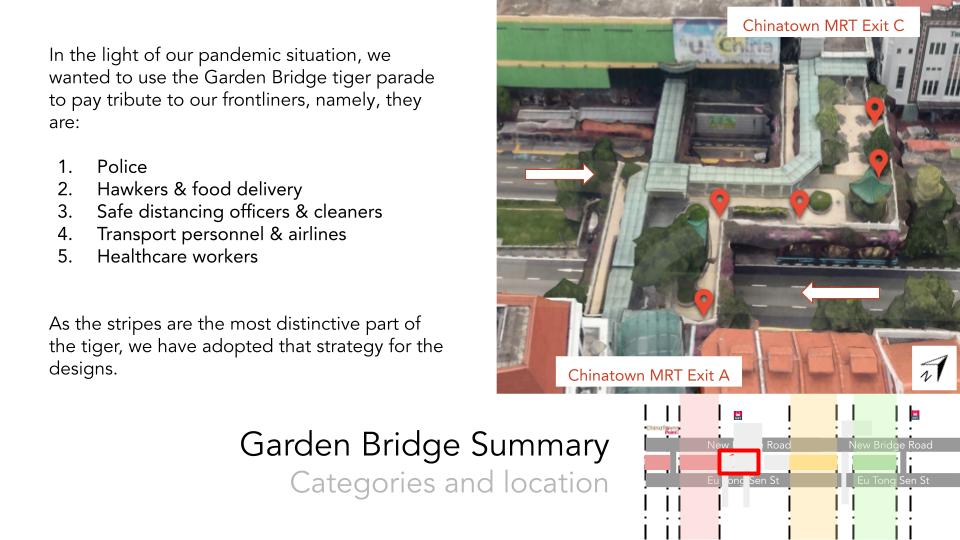 In the light of our pandemic situation, we
wanted to use the Garden Bridge tiger parade
to pay tribute to our frontliners, namely, they
are:
1. Police
2. Hawkers & food delivery
3. Safe distancing officers & cleaners
4. Transport personnel & airlines
5. Healthcare workers
As the stripes are the most distinctive part of
the tiger, we have adopted that strategy for the
designs.
Chinatown MRT Exit C
China
Chinatown MRT Exit A
N
Garden Bridge Summary
Categories and location
New Bridge Road
New Bridge Road
Eu Tong Sen St
Eu Tong Sen St